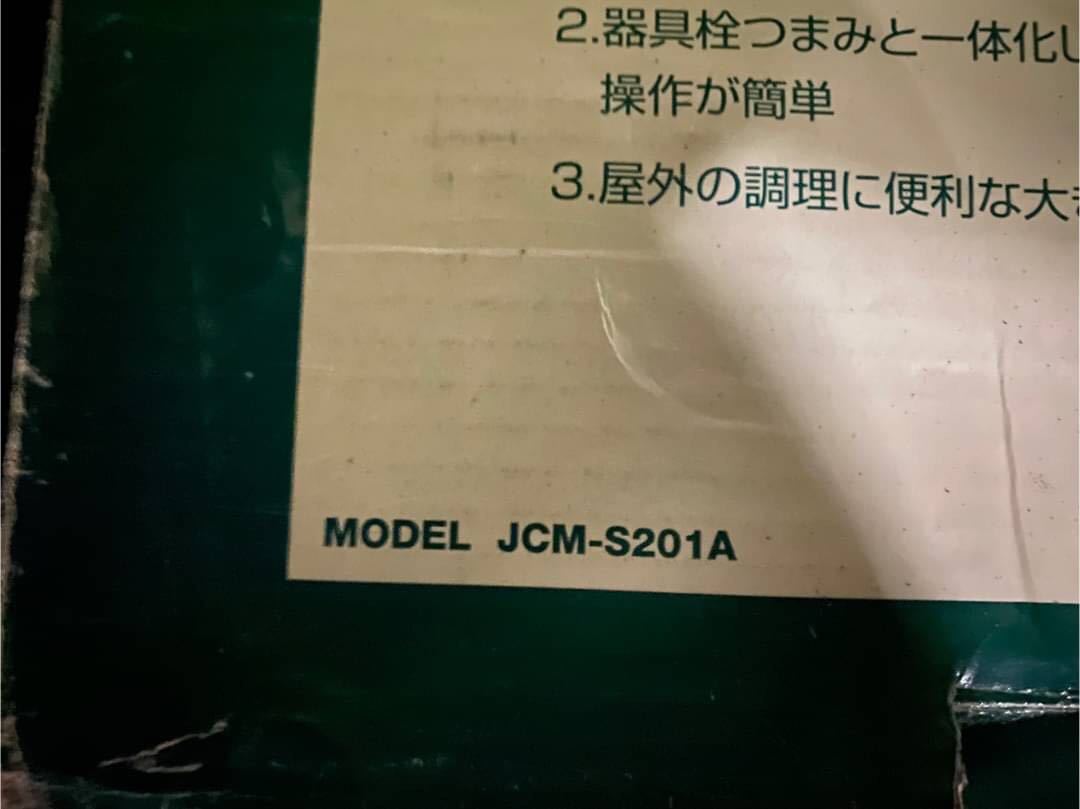 2.器具栓つまみと一体化し
操作が簡単
3.屋外の調理に便利な大き
MODEL JCM-S201A